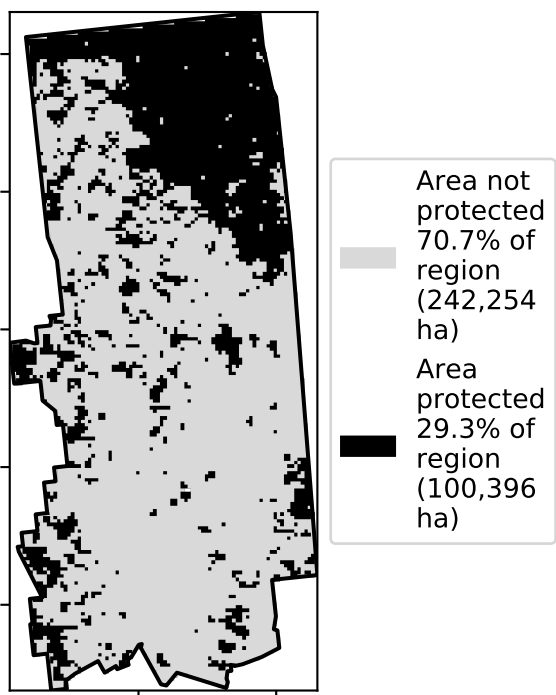 Area not
protected
70.7% of
region
(242,254
ha)
Area
protected
29.3% of
region
(100,396
ha)